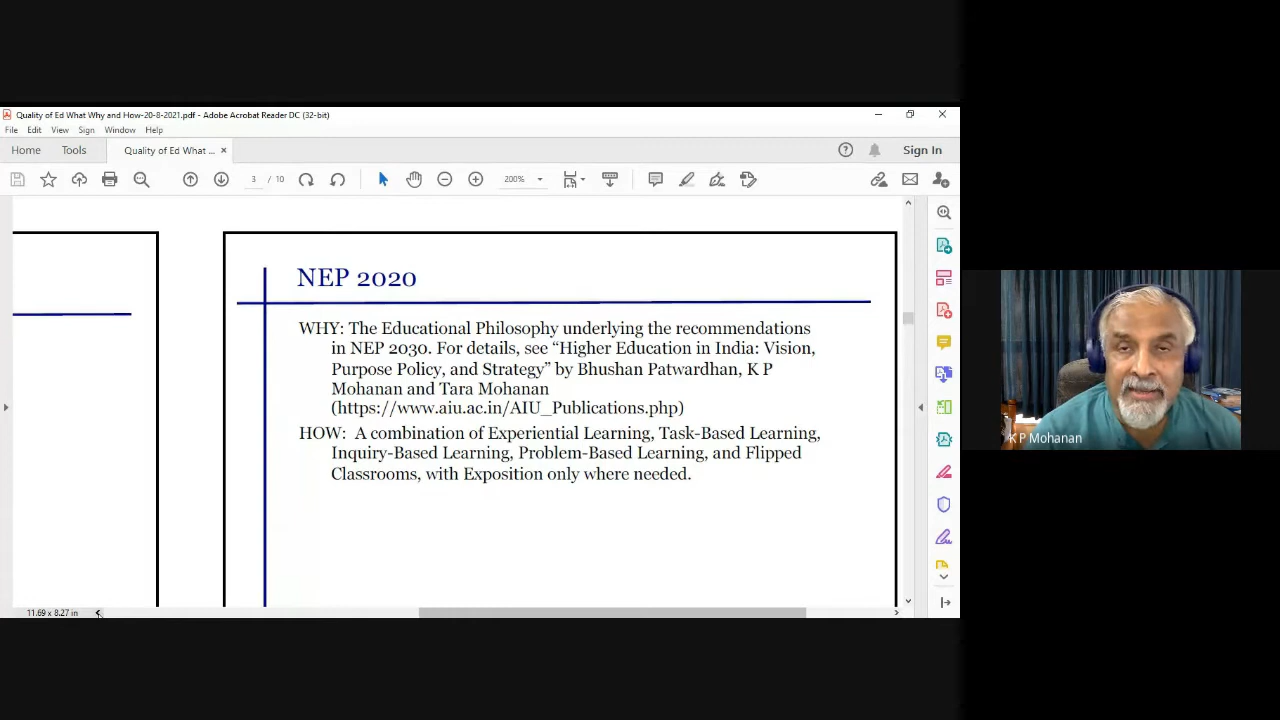 Quality of Ed What Why and How-20-8-2021.pdf - Adobe Acrobat Reader DC (32-bit)
File Edit View Sign Window Help
Home Tools Quality of Ed What ... × Sign In
3 / 10 200%
NEP 2020
WHY: The Educational Philosophy underlying the recommendations
in NEP 2030. For details, see “Higher Education in India: Vision,
Purpose Policy, and Strategy” by Bhushan Patwardhan, K P
Mohanan and Tara Mohanan
(https://www.aiu.ac.in/AIU_Publications.php)
HOW: A combination of Experiential Learning, Task-Based Learning,
Inquiry-Based Learning, Problem-Based Learning, and Flipped
Classrooms, with Exposition only where needed.
11.69 x 8.27 in
K P Mohanan